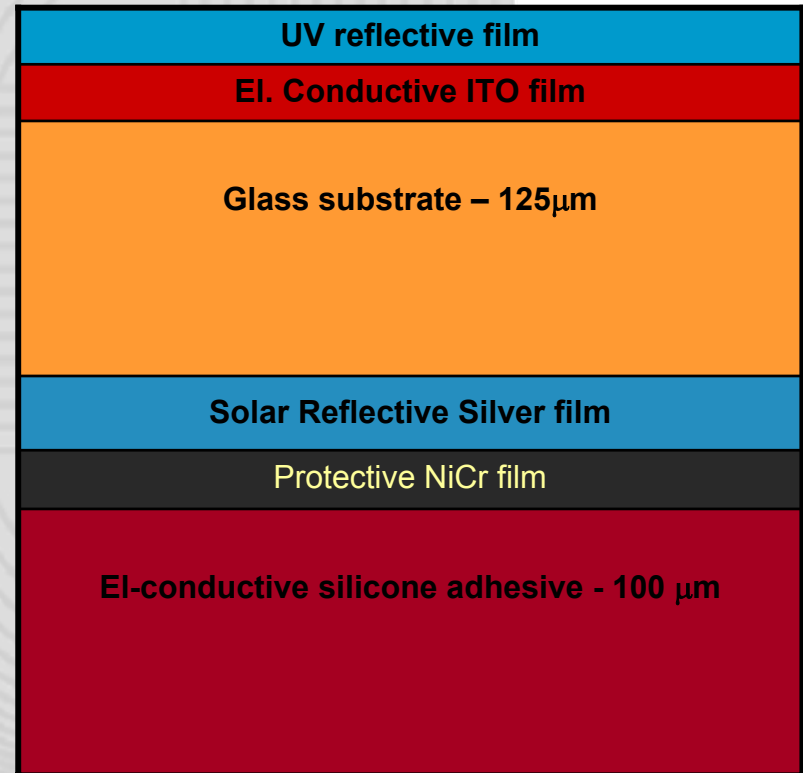 UV reflective film
El. Conductive ITO film
Glass substrate – 125μm
Solar Reflective Silver film
Protective NiCr film
El-conductive silicone adhesive - 100 μm